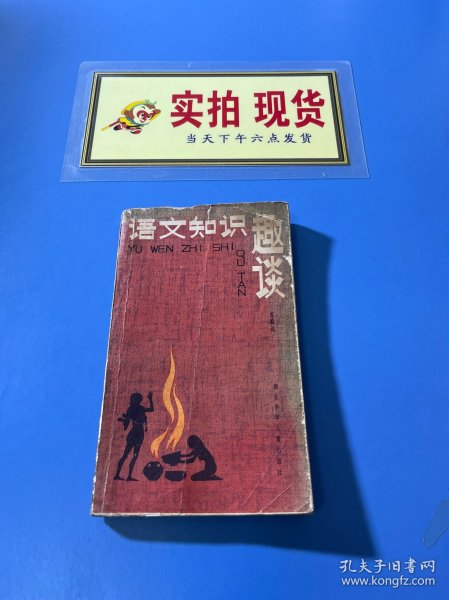 实拍 现货
当天下午六点发货
语文知识
趣谈
YU WEN ZHI SHI
QU TAN
孔夫子旧书网
www.kongfz.com